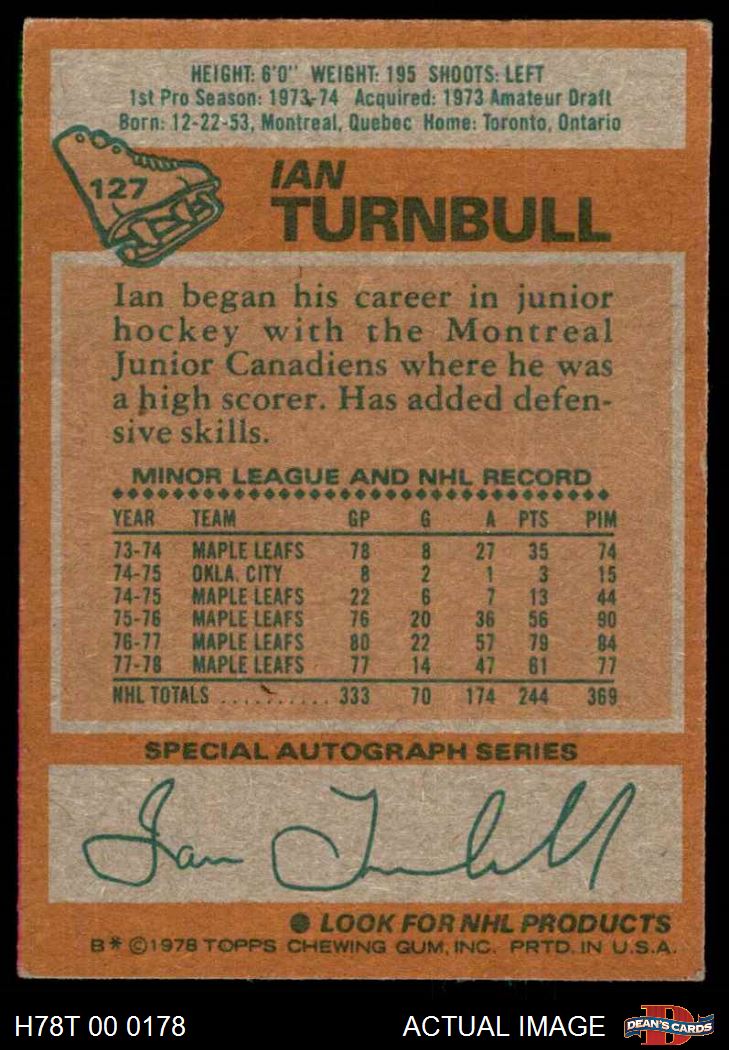 HEIGHT: 6'0" WEIGHT: 195 SHOOTS: LEFT
1st Pro Season: 1973-74 Acquired: 1973 Amateur Draft
Born: 12-22-53, Montreal, Quebec Home: Toronto, Ontario
127
IAN
TURNBULL
Ian began his career in junior
hockey with the Montreal
Junior Canadiens where he was
a high scorer. Has added defen-
sive skills.
MINOR LEAGUE AND NHL RECORD
YEAR TEAM GP G A PTS PIM
73-74 MAPLE LEAFS 78 8 27 35 74
74-75 OKLA. CITY 8 2 1 3 15
74-75 MAPLE LEAFS 22 6 7 13 44
75-76 MAPLE LEAFS 76 20 36 56 90
76-77 MAPLE LEAFS 80 22 57 79 84
77-78 MAPLE LEAFS 77 14 47 61 77
NHL TOTALS .......... 333 70 174 244 369
SPECIAL AUTOGRAPH SERIES
Ian Turnbull
● LOOK FOR NHL PRODUCTS
B* ©1978 TOPPS CHEWING GUM, INC. PRTD. IN U.S.A.
H78T 00 0178 ACTUAL IMAGE DEAN'S CARDS